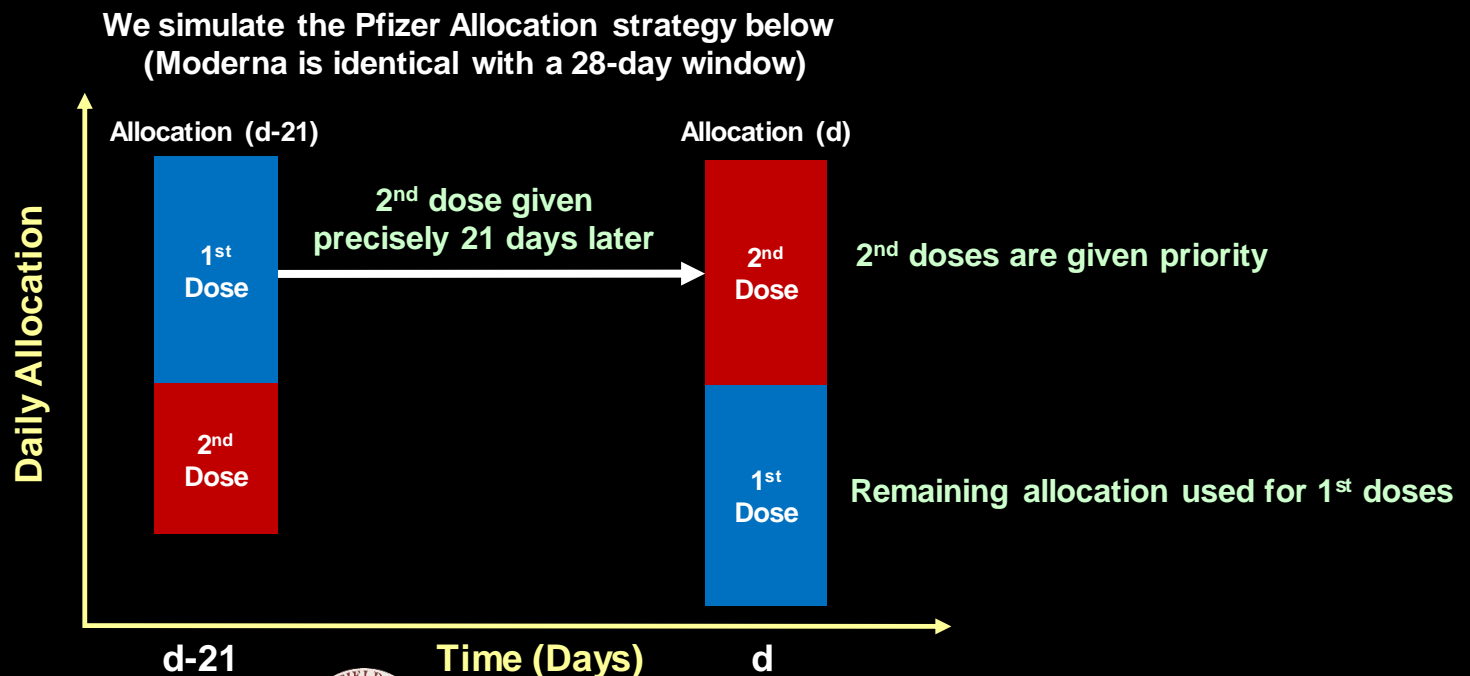 We simulate the Pfizer Allocation strategy below
(Moderna is identical with a 28-day window)
Allocation (d-21)
Allocation (d)
Daily Allocation
1st
Dose
2nd
Dose
2nd dose given
precisely 21 days later
2nd
Dose
1st
Dose
2nd doses are given priority
Remaining allocation used for 1st doses
d-21
Time (Days)
d